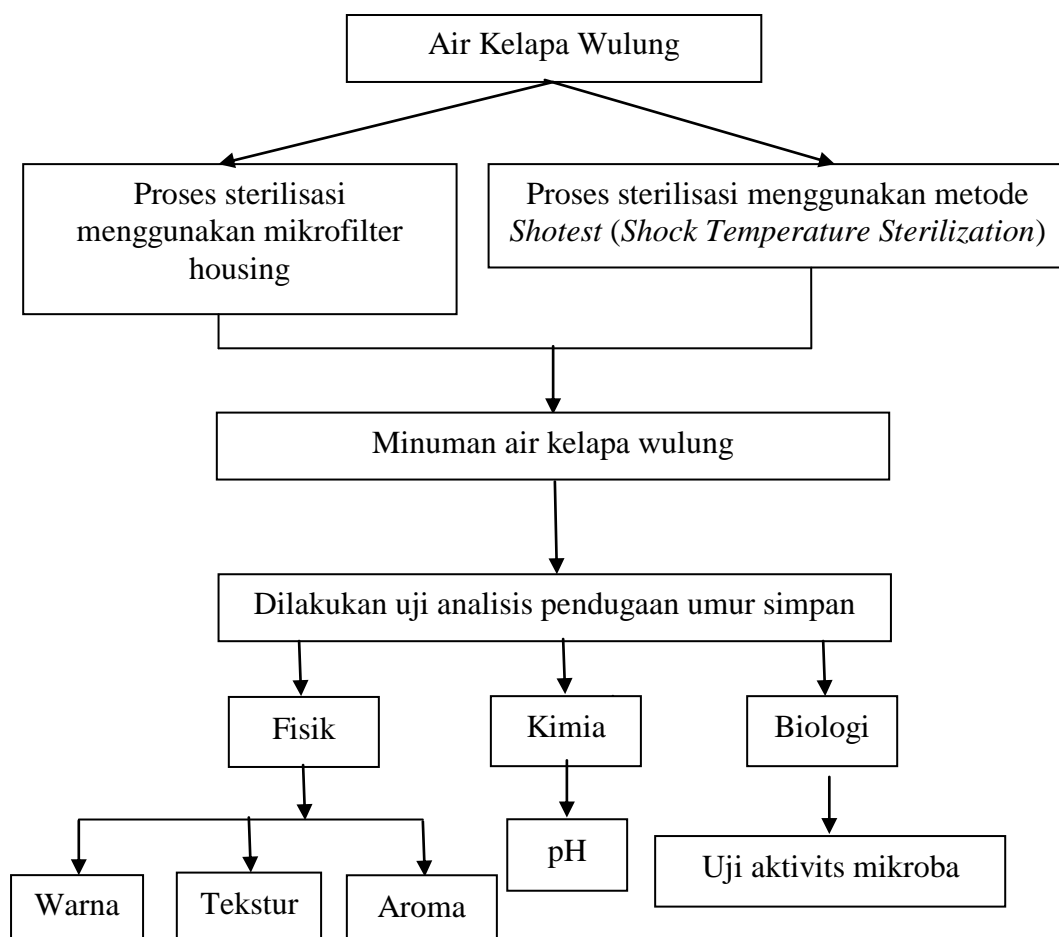 Air Kelapa Wulung
Proses sterilisasi
menggunakan mikrofilter
housing
Proses sterilisasi menggunakan metode
Shotest (Shock Temperature Sterilization)
Minuman air kelapa wulung
Dilakukan uji analisis pendugaan umur simpan
Fisik
Kimia
Biologi
Warna
Tekstur
Aroma
pH
Uji aktivits mikroba